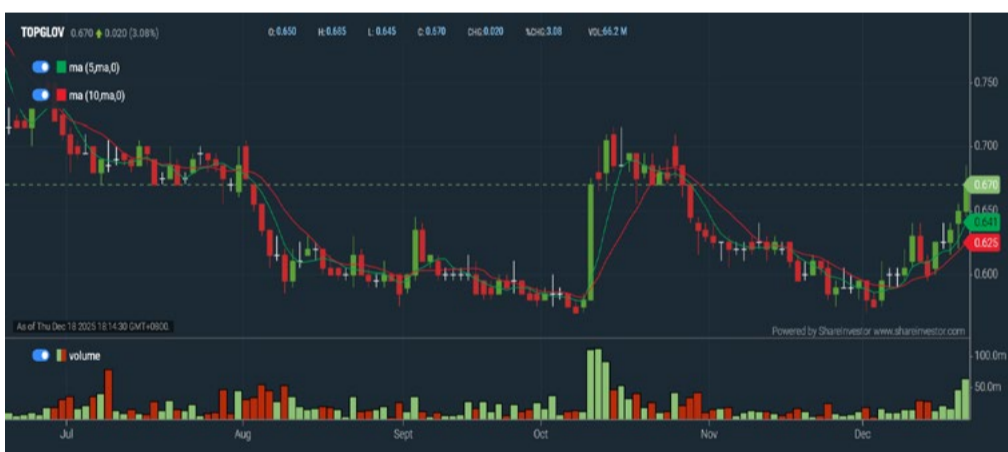 TOPGLOV 0.670 0.020 (3.08%) O:0.650 H:0.685 L:0.645 C:0.670 CHG:0.020 %CHG:3.08 VOL:66.2 M
ma (5,ma,0)
ma (10,ma,0)
0.750
0.700
0.670
0.650
0.641
0.625
0.600
As of Thu Dec 18 2025 18:14:30 GMT+0800.
Powered by ShareInvestor www.shareinvestor.com
volume
100.0m
50.0m
Jul Aug Sept Oct Nov Dec